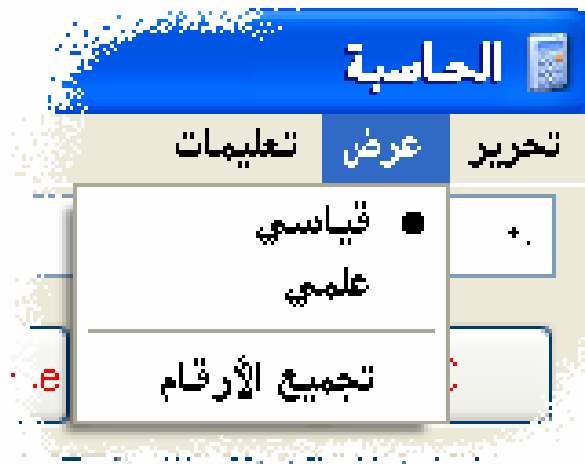 الحاسبة
تحرير عرض تعليمات
قياسي
علمي
تجميع الأرقام